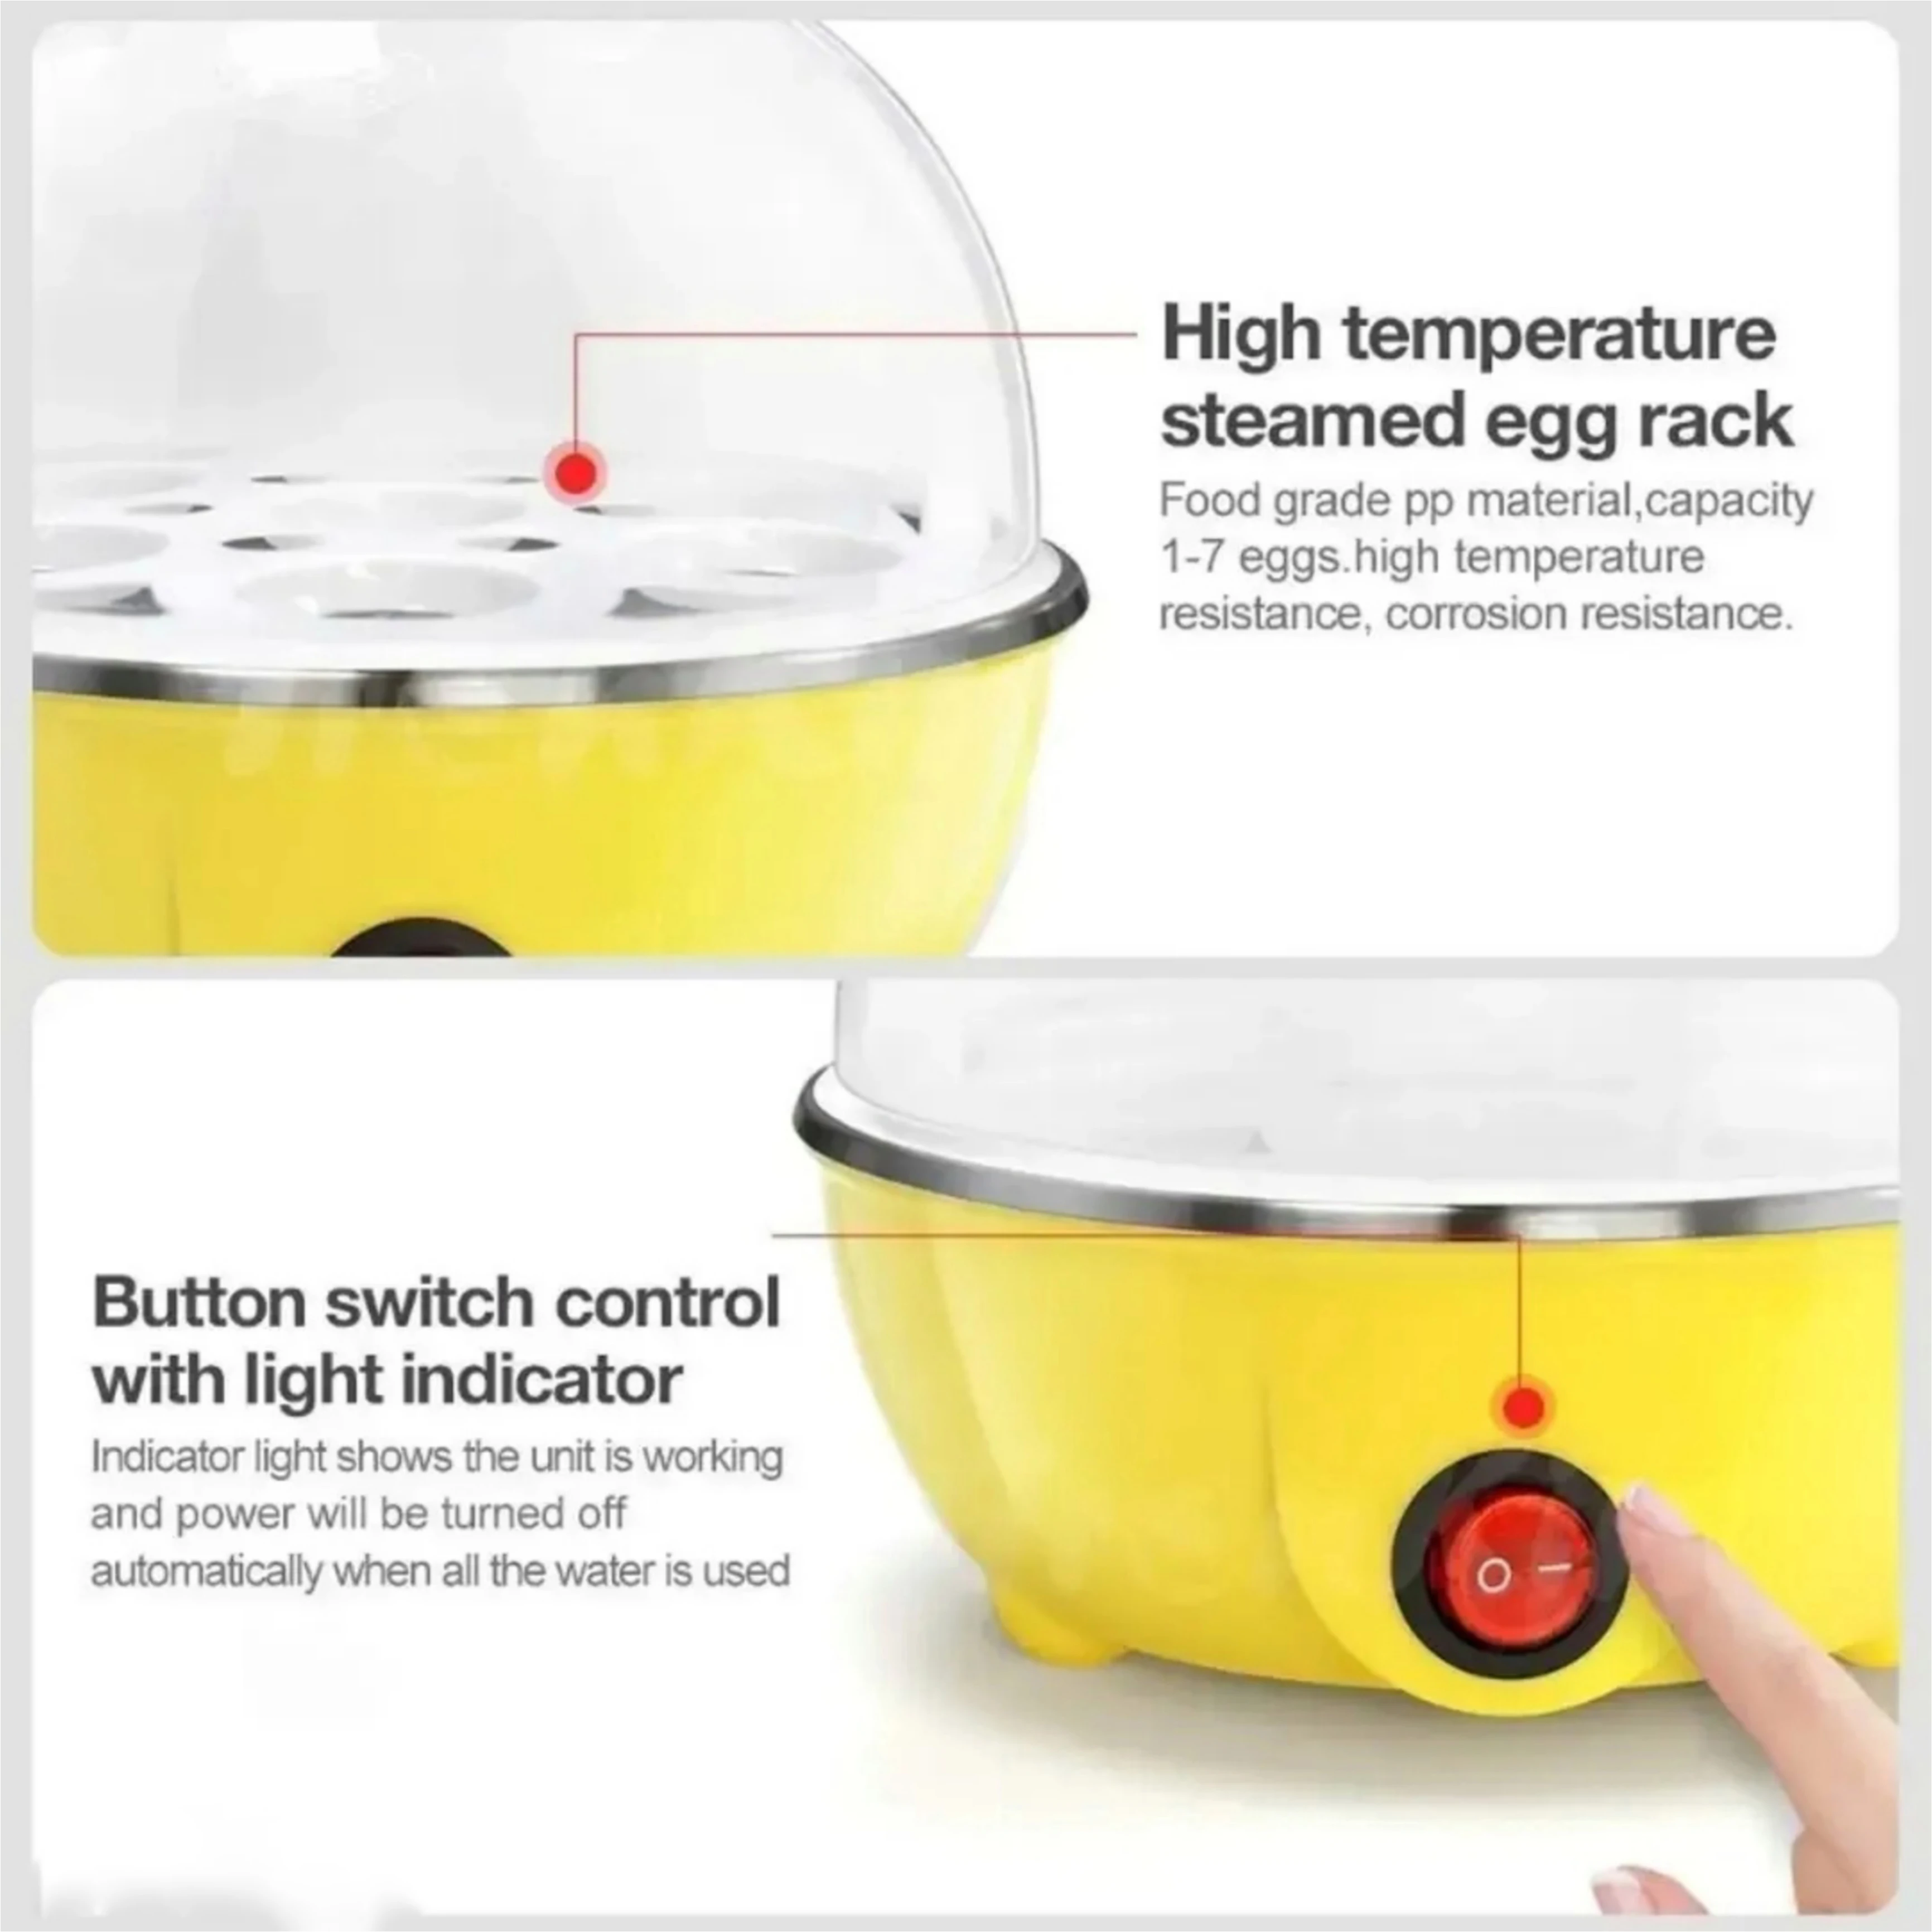 High temperature
steamed egg rack
Food grade pp material,capacity
1-7 eggs.high temperature
resistance, corrosion resistance.
Button switch control
with light indicator
Indicator light shows the unit is working
and power will be turned off
automatically when all the water is used